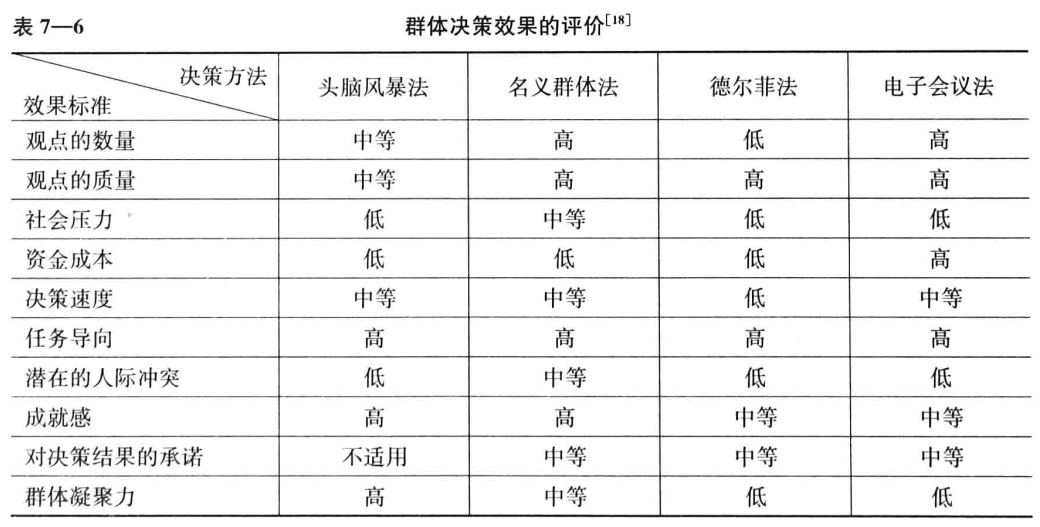 表 7—6 群体决策效果的评价[18]
决策方法
效果标准 头脑风暴法 名义群体法 德尔菲法 电子会议法
观点的数量 中等 高 低 高
观点的质量 中等 高 高 高
社会压力 低 中等 低 低
资金成本 低 低 低 高
决策速度 中等 中等 低 中等
任务导向 高 高 高 高
潜在的人际冲突 低 中等 低 低
成就感 高 高 中等 中等
对决策结果的承诺 不适用 中等 中等 中等
群体凝聚力 高 中等 低 低